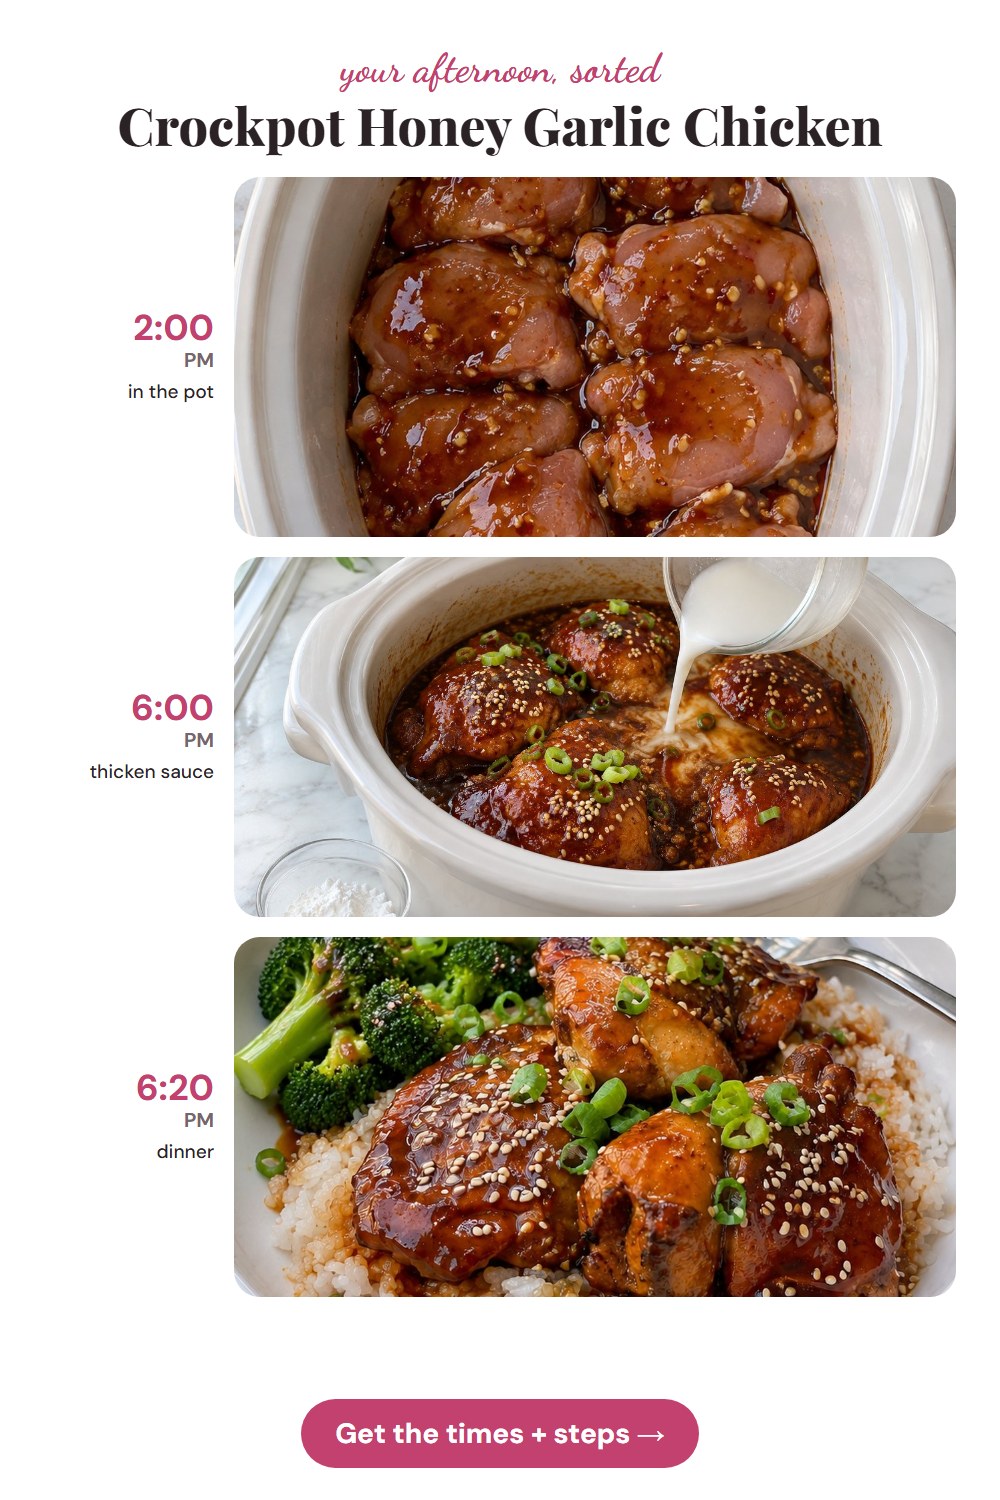 your afternoon, sorted
Crockpot Honey Garlic Chicken
2:00
PM
in the pot
6:00
PM
thicken sauce
6:20
PM
dinner
Get the times + steps →